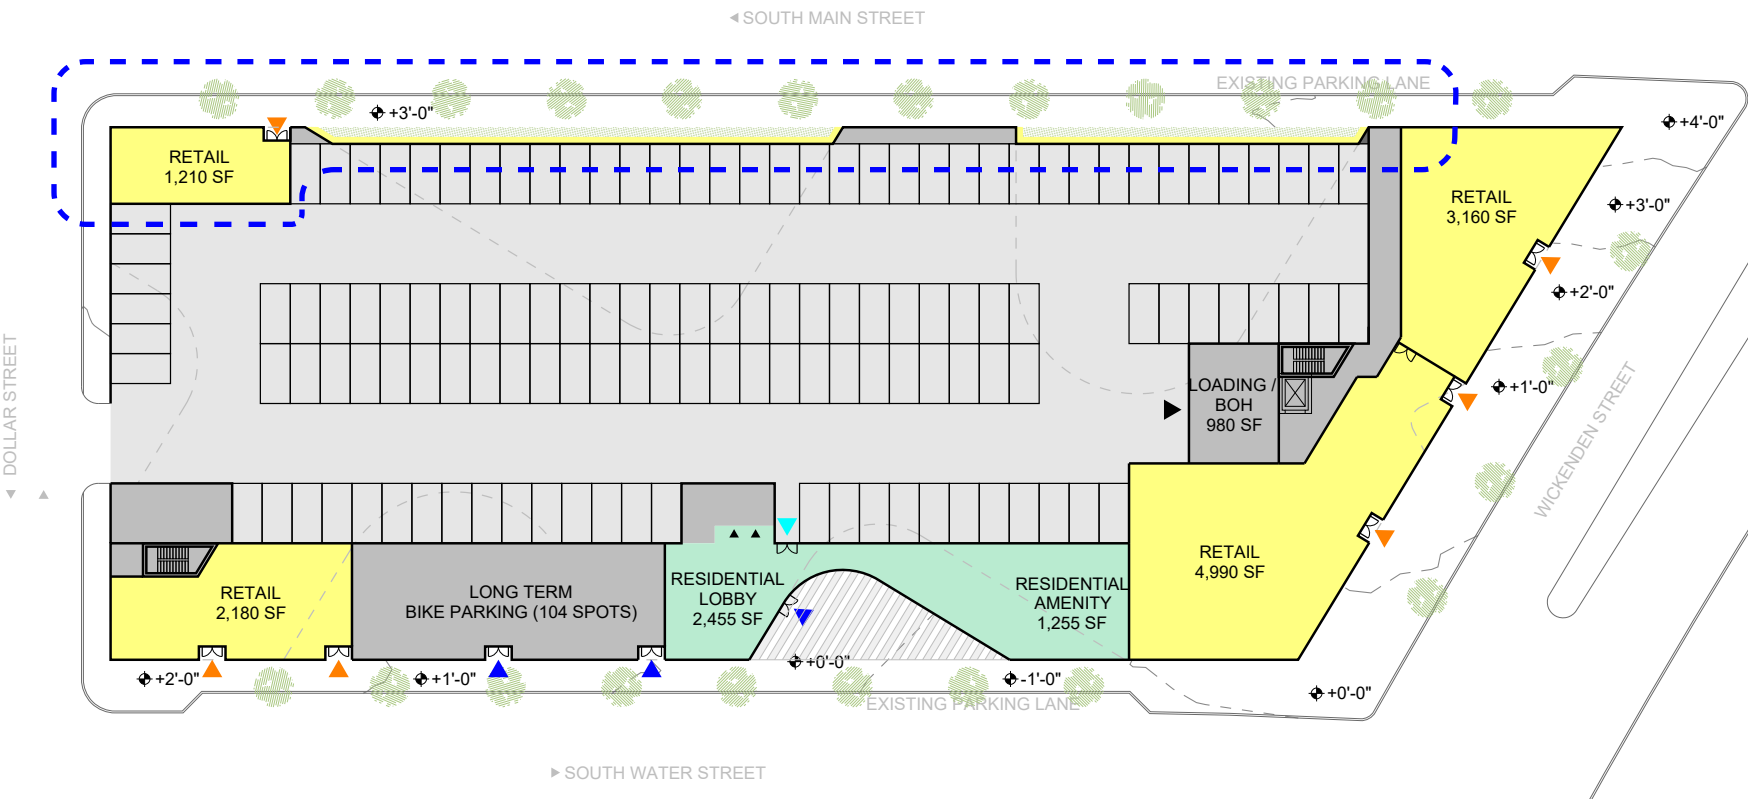 SOUTH MAIN STREET
EXISTING PARKING LANE
+3'-0"
+4'-0"
RETAIL
1,210 SF
RETAIL
3,160 SF
+3'-0"
+2'-0"
DOLLAR STREET
LOADING /
BOH
980 SF
+1'-0"
WICKENDEN STREET
RETAIL
4,990 SF
RETAIL
2,180 SF
LONG TERM
BIKE PARKING (104 SPOTS)
RESIDENTIAL
LOBBY
2,455 SF
RESIDENTIAL
AMENITY
1,255 SF
+2'-0"
+1'-0"
+0'-0"
-1'-0"
+0'-0"
EXISTING PARKING LANE
SOUTH WATER STREET